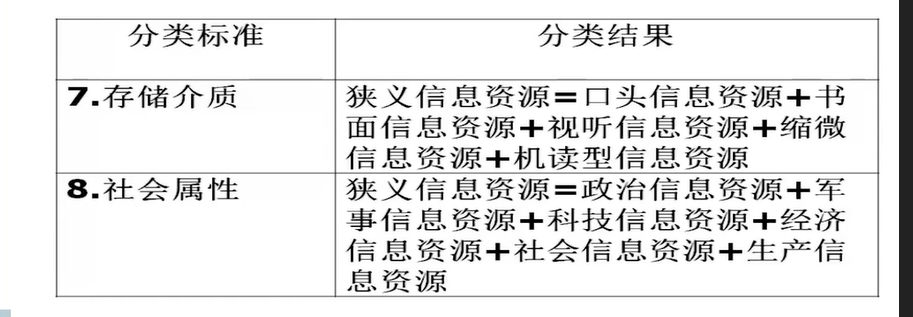 分类标准
分类结果
7.存储介质
狭义信息资源=口头信息资源+书
面信息资源+视听信息资源+缩微
信息资源+机读型信息资源
8.社会属性
狭义信息资源=政治信息资源+军
事信息资源+科技信息资源+经济
信息资源+社会信息资源+生产信
息资源